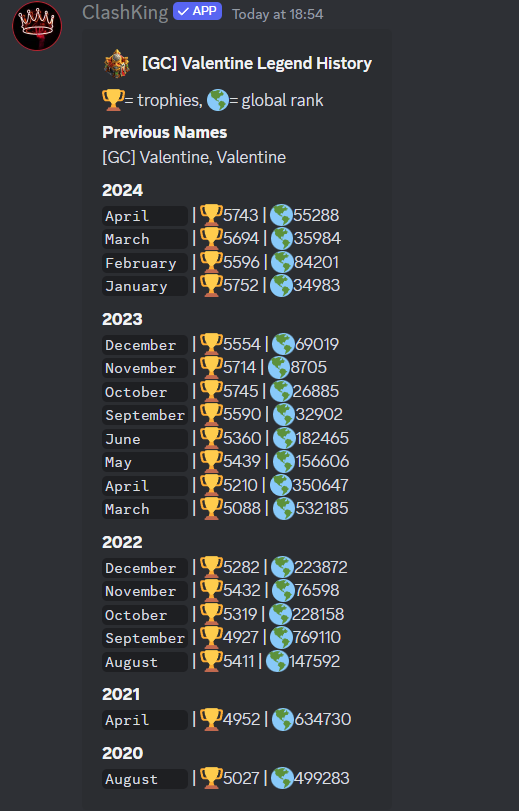 ClashKing ✓ APP Today at 18:54
[GC] Valentine Legend History
🏆= trophies, 🌎= global rank
Previous Names
[GC] Valentine, Valentine
2024
April | 🏆5743 | 🌎55288
March | 🏆5694 | 🌎35984
February | 🏆5596 | 🌎84201
January | 🏆5752 | 🌎34983
2023
December | 🏆5554 | 🌎69019
November | 🏆5714 | 🌎8705
October | 🏆5745 | 🌎26885
September | 🏆5590 | 🌎32902
June | 🏆5360 | 🌎182465
May | 🏆5439 | 🌎156606
April | 🏆5210 | 🌎350647
March | 🏆5088 | 🌎532185
2022
December | 🏆5282 | 🌎223872
November | 🏆5432 | 🌎76598
October | 🏆5319 | 🌎228158
September | 🏆4927 | 🌎769110
August | 🏆5411 | 🌎147592
2021
April | 🏆4952 | 🌎634730
2020
August | 🏆5027 | 🌎499283